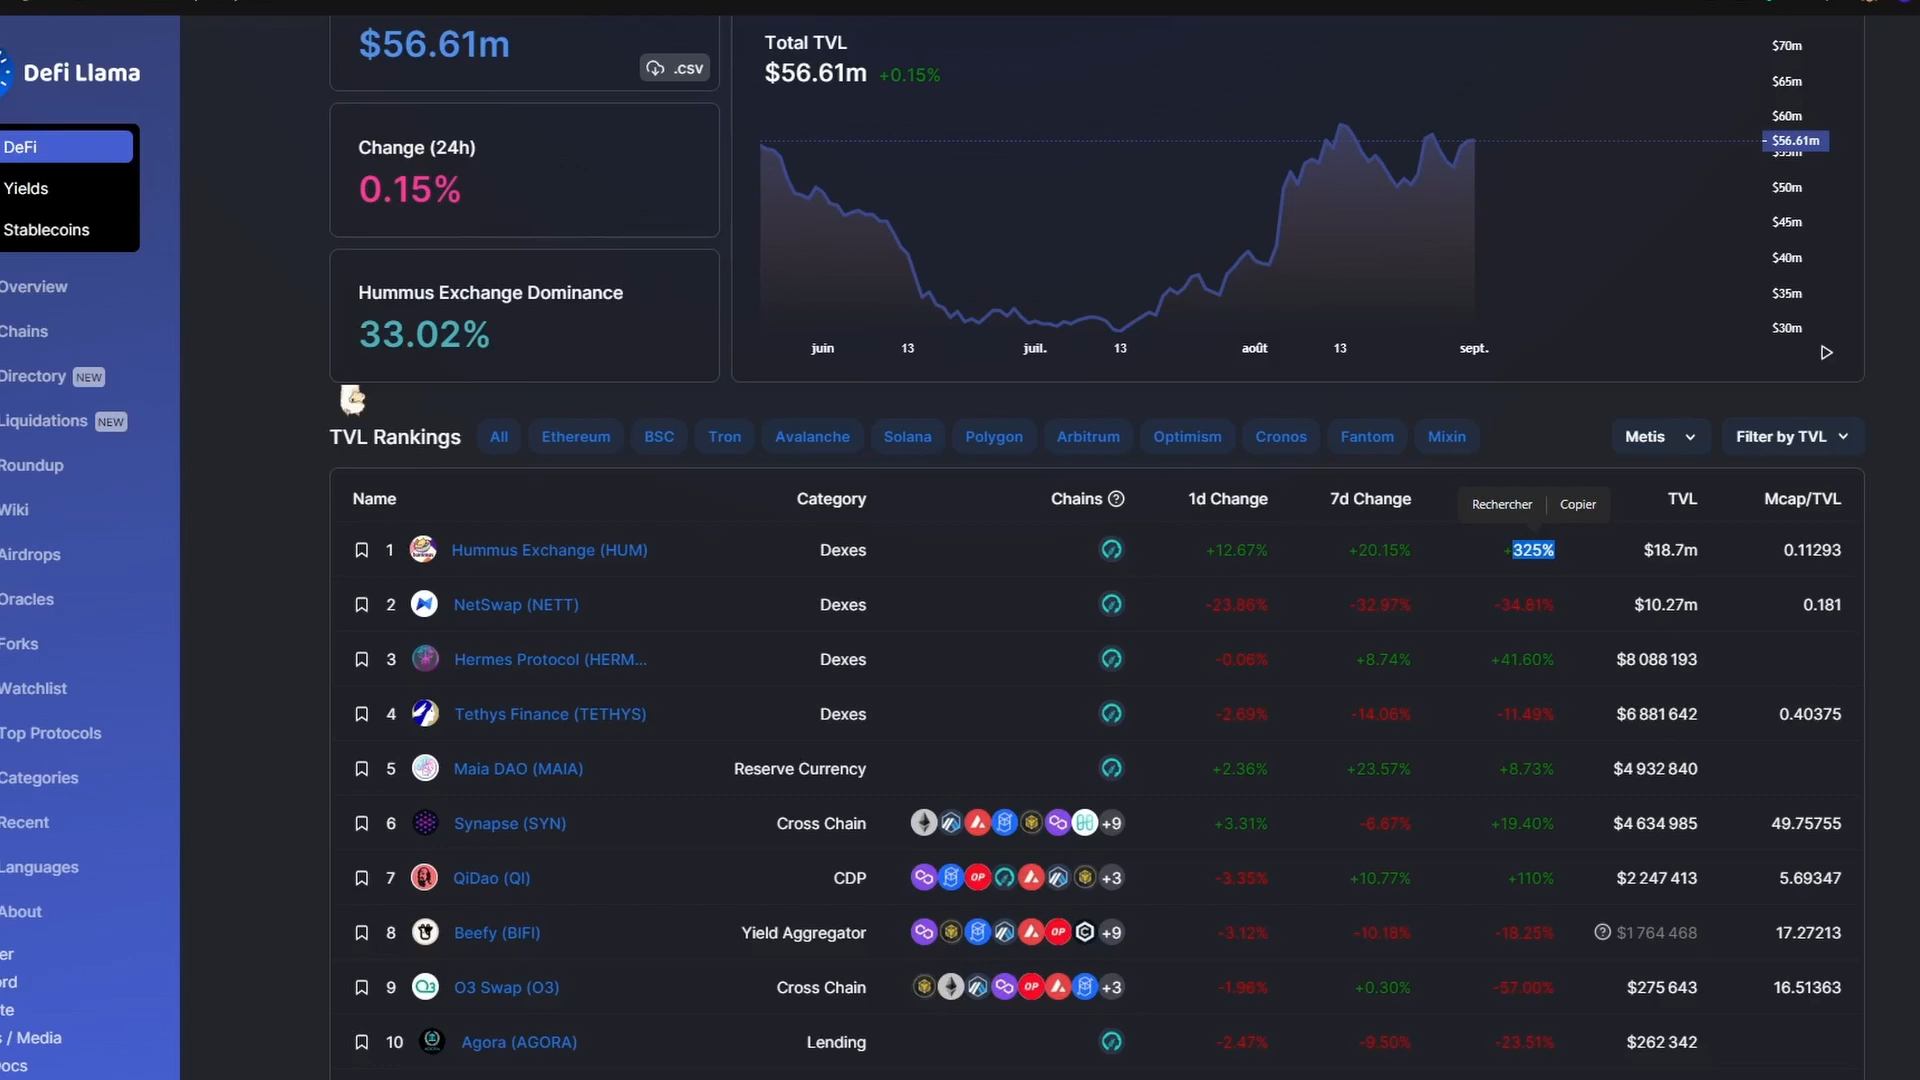 Defi Llama
DeFi
Yields
Stablecoins
Overview
Chains
Directory NEW
Liquidations NEW
Roundup
Wiki
Airdrops
Oracles
Forks
Watchlist
Top Protocols
Categories
Recent
Languages
About
er
rd
te
s / Media
ocs
$56.61m
.csv
Change (24h)
0.15%
Hummus Exchange Dominance
33.02%
Total TVL
$56.61m +0.15%
$70m
$65m
$60m
$56.61m
$55m
$50m
$45m
$40m
$35m
$30m
juin 13 juil. 13 août 13 sept.
TVL Rankings All Ethereum BSC Tron Avalanche Solana Polygon Arbitrum Optimism Cronos Fantom Mixin Metis Filter by TVL
Name Category Chains 1d Change 7d Change Rechercher Copier TVL Mcap/TVL
1 Hummus Exchange (HUM) Dexes +12.67% +20.15% +325% $18.7m 0.11293
2 NetSwap (NETT) Dexes -23.86% -32.97% -34.81% $10.27m 0.181
3 Hermes Protocol (HERM... Dexes -0.06% +8.74% +41.60% $8 088 193
4 Tethys Finance (TETHYS) Dexes -2.69% -14.06% -11.49% $6 881 642 0.40375
5 Maia DAO (MAIA) Reserve Currency +2.36% +23.57% +8.73% $4 932 840
6 Synapse (SYN) Cross Chain +9 +3.31% -6.67% +19.40% $4 634 985 49.75755
7 QiDao (QI) CDP OP +3 -3.35% +10.77% +110% $2 247 413 5.69347
8 Beefy (BIFI) Yield Aggregator OP +9 -3.12% -10.18% -18.25% $1 764 468 17.27213
9 O3 Swap (O3) Cross Chain OP +3 -1.96% +0.30% -57.00% $275 643 16.51363
10 Agora (AGORA) Lending -2.47% -9.50% -23.51% $262 342